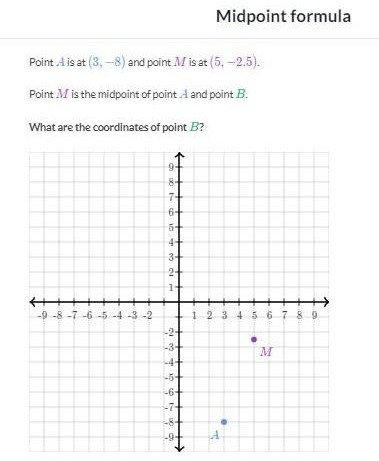 Midpoint formula
Point A is at (3, −8) and point M is at (5, −2.5).
Point M is the midpoint of point A and point B.
What are the coordinates of point B?
9
8
7
6
5
4
3
2
1
-9 -8 -7 -6 -5 -4 -3 -2 1 2 3 4 5 6 7 8 9
-2
-3
M
-4
-5
-6
-7
-8
-9 A